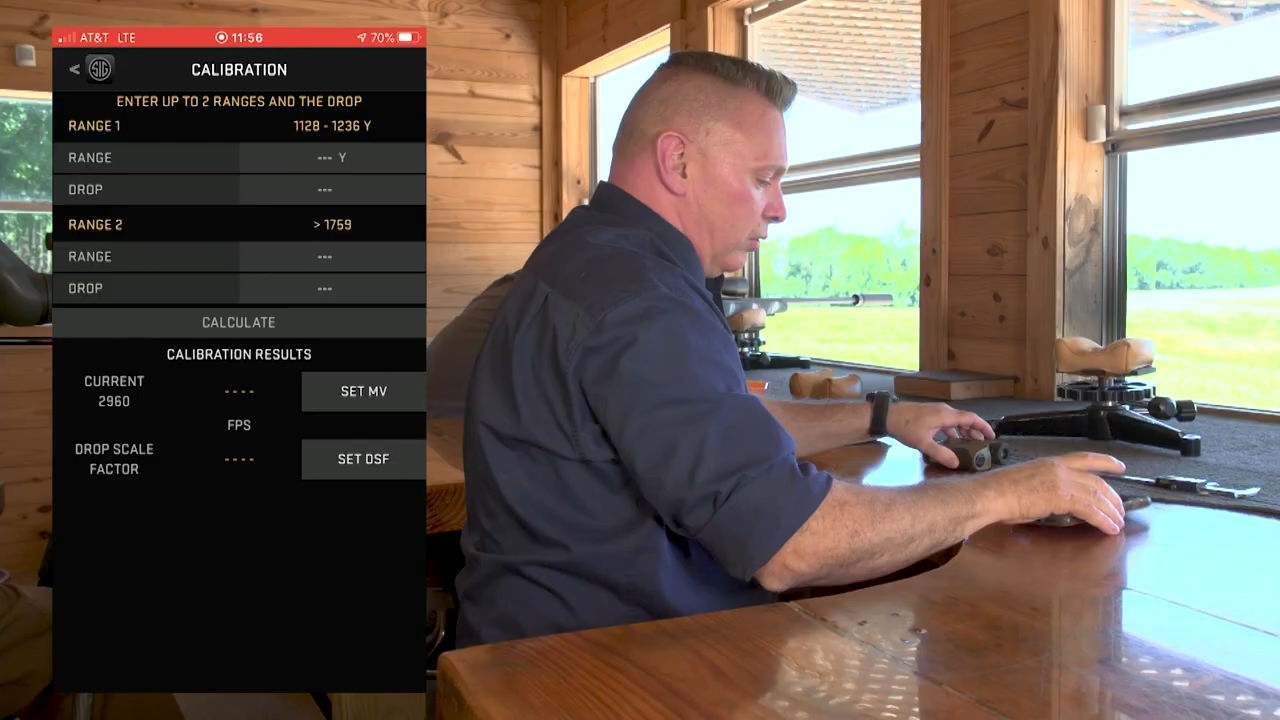 AT&T LTE 11:56 70%
< SIG CALIBRATION
ENTER UP TO 2 RANGES AND THE DROP
RANGE 1 1128 - 1236 Y
RANGE --- Y
DROP ---
RANGE 2 > 1759
RANGE ---
DROP ---
CALCULATE
CALIBRATION RESULTS
CURRENT
2960
---- SET MV
FPS
DROP SCALE
FACTOR
---- SET DSF